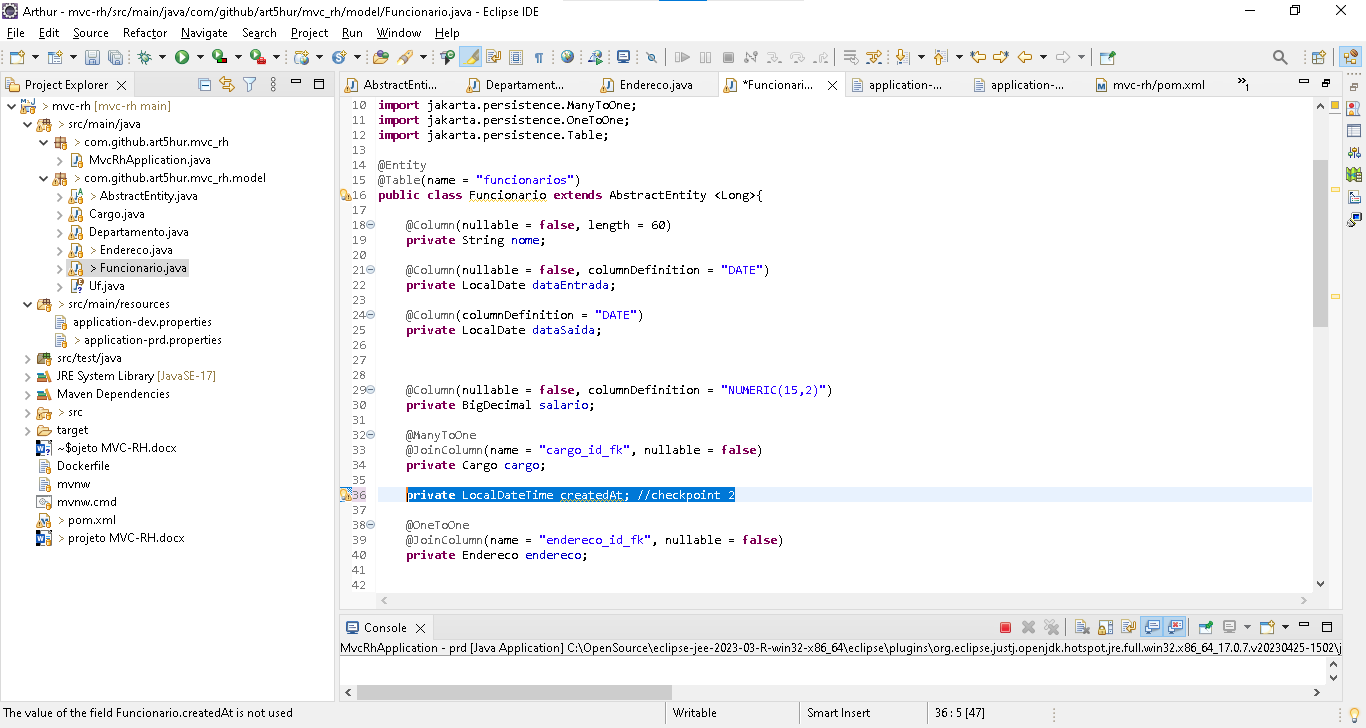 Arthur - mvc-rh/src/main/java/com/github/art5hur/mvc_rh/model/Funcionario.java - Eclipse IDE
File Edit Source Refactor Navigate Search Project Run Window Help
Project Explorer
mvc-rh [mvc-rh main]
src/main/java
com.github.art5hur.mvc_rh
MvcRhApplication.java
com.github.art5hur.mvc_rh.model
AbstractEntity.java
Cargo.java
Departamento.java
Endereco.java
Funcionario.java
Uf.java
src/main/resources
application-dev.properties
application-prd.properties
src/test/java
JRE System Library [JavaSE-17]
Maven Dependencies
src
target
~$ojeto MVC-RH.docx
Dockerfile
mvnw
mvnw.cmd
pom.xml
projeto MVC-RH.docx
AbstractEnti... Departament... Endereco.java *Funcionari... application-... application-... mvc-rh/pom.xml »1
10 import jakarta.persistence.ManyToOne;
11 import jakarta.persistence.OneToOne;
12 import jakarta.persistence.Table;
13
14 @Entity
15 @Table(name = "funcionarios")
16 public class Funcionario extends AbstractEntity <Long>{
17
18 @Column(nullable = false, length = 60)
19 private String nome;
20
21 @Column(nullable = false, columnDefinition = "DATE")
22 private LocalDate dataEntrada;
23
24 @Column(columnDefinition = "DATE")
25 private LocalDate dataSaida;
26
27
28
29 @Column(nullable = false, columnDefinition = "NUMERIC(15,2)")
30 private BigDecimal salario;
31
32 @ManyToOne
33 @JoinColumn(name = "cargo_id_fk", nullable = false)
34 private Cargo cargo;
35
36 private LocalDateTime createdAt; //checkpoint 2
37
38 @OneToOne
39 @JoinColumn(name = "endereco_id_fk", nullable = false)
40 private Endereco endereco;
41
42
Console
MvcRhApplication - prd [Java Application] C:\OpenSource\eclipse-jee-2023-03-R-win32-x86_64\eclipse\plugins\org.eclipse.justj.openjdk.hotspot.jre.full.win32.x86_64_17.0.7.v20230425-1502\j
The value of the field Funcionario.createdAt is not used
Writable
Smart Insert
36 : 5 [47]